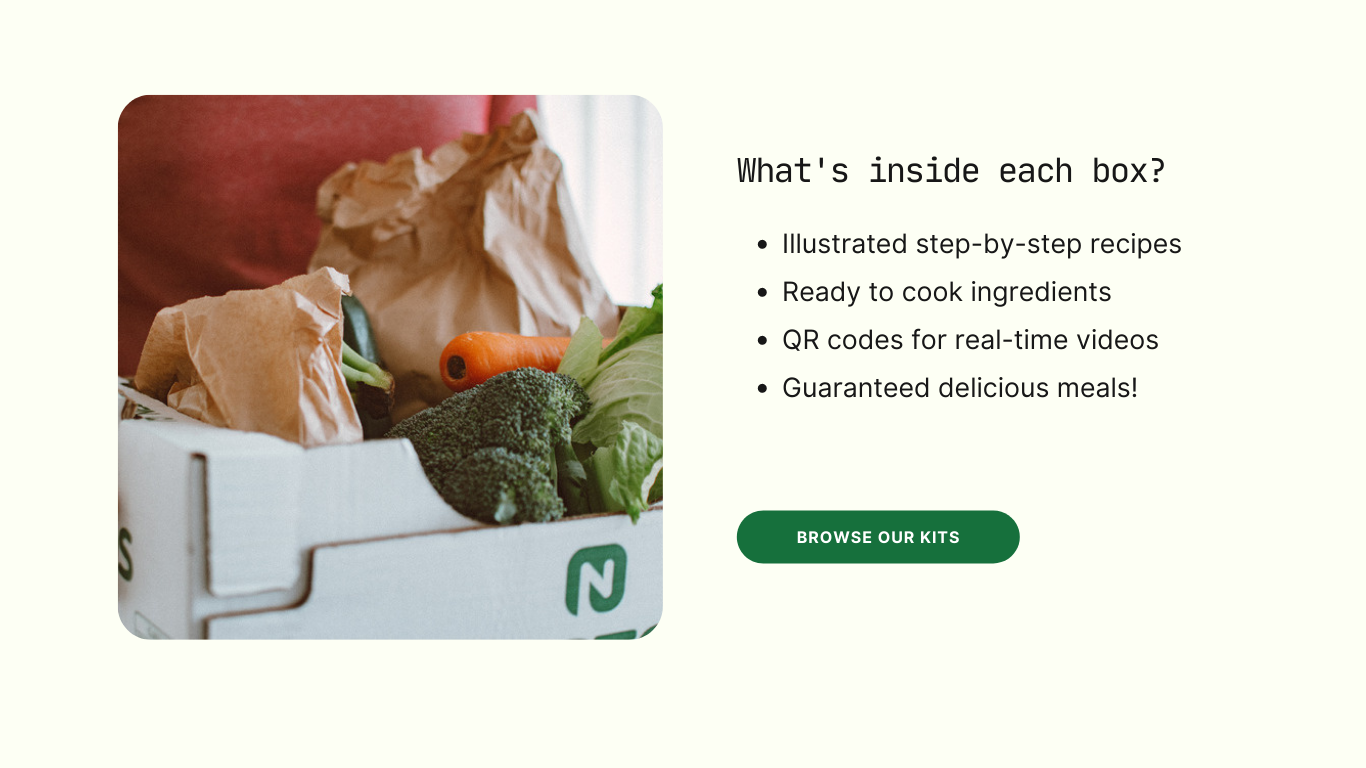 What's inside each box?
Illustrated step-by-step recipes
Ready to cook ingredients
QR codes for real-time videos
Guaranteed delicious meals!
BROWSE OUR KITS
S
N